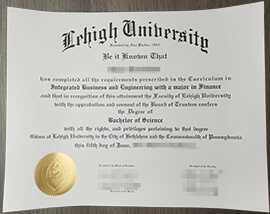 Lehigh University
Founded by Asa Packer, 1865
Be it Known That
has completed all the requirements prescribed in the Curriculum in
Integrated Business and Engineering with a major in Finance
and that in recognition of this attainment the Faculty of Lehigh University
with the approbation and consent of the Board of Trustees confers
the Degree of
Bachelor of Science
with all the rights, and privileges pertaining to that degree
Given at Lehigh University in the City of Bethlehem and the Commonwealth of Pennsylvania
this fifth day of June,